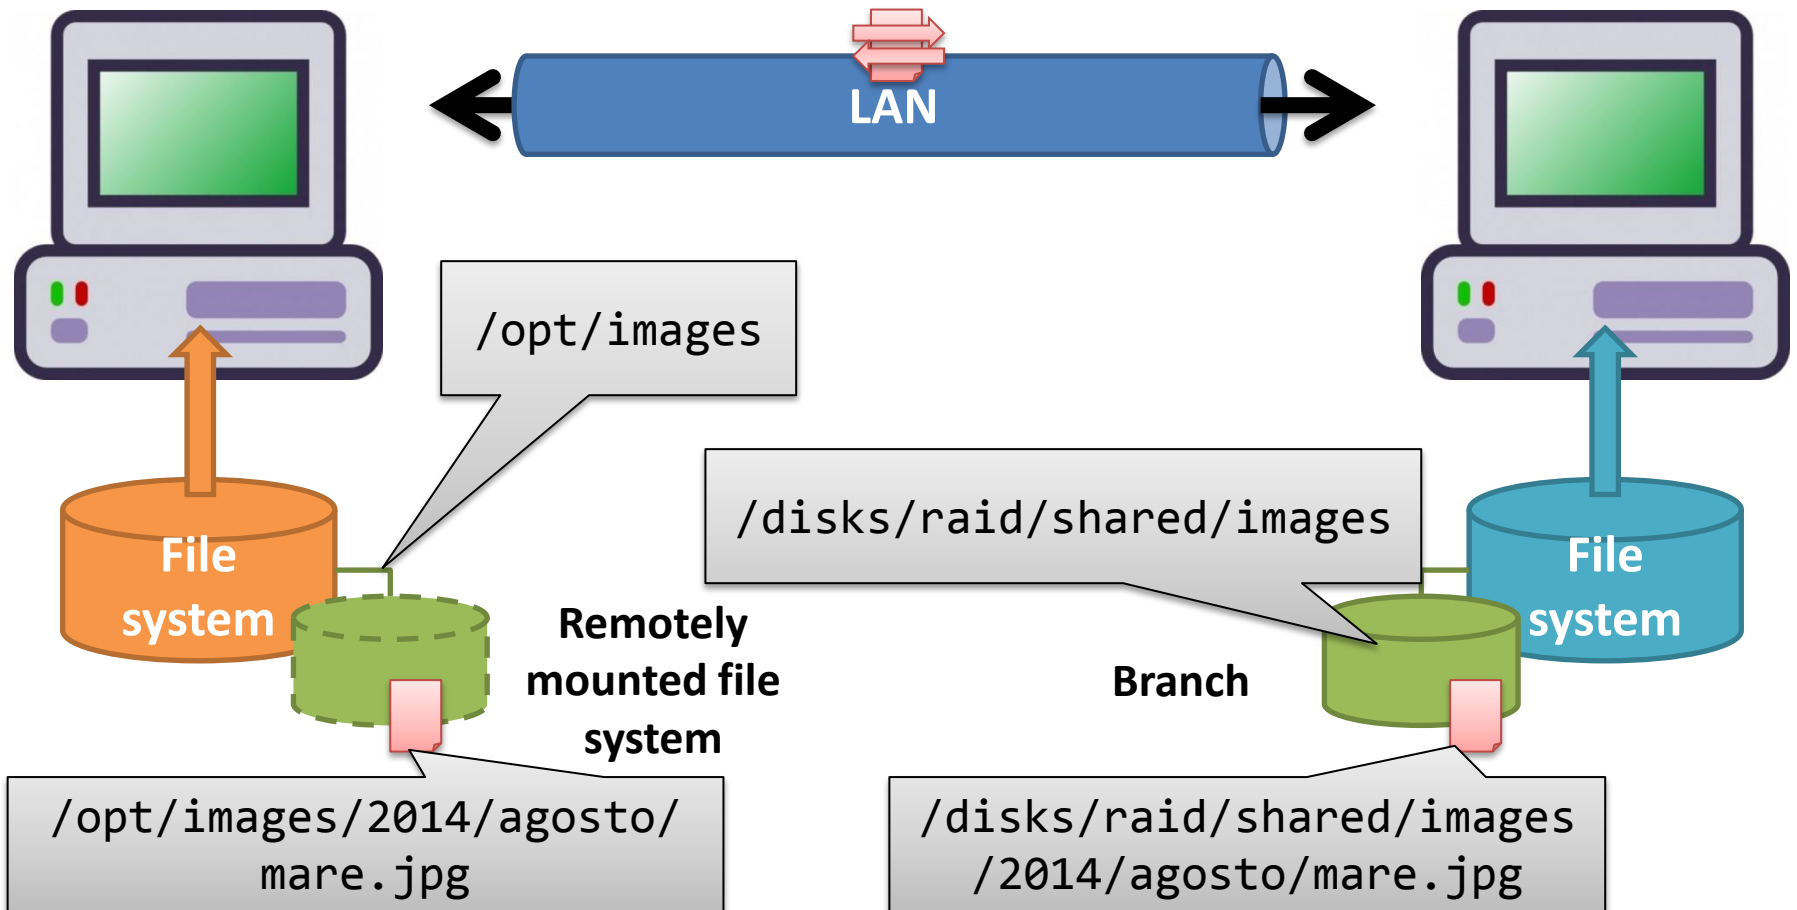 LAN
/opt/images
/disks/raid/shared/images
File
system
File
system
Remotely
mounted file
system
Branch
/opt/images/2014/agosto/
mare.jpg
/disks/raid/shared/images
/2014/agosto/mare.jpg